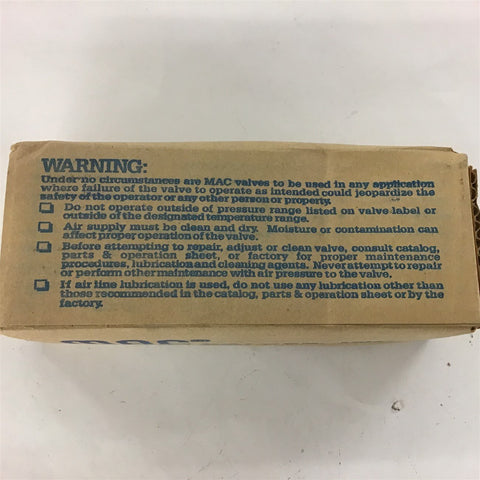 WARNING:
Under no circumstances are MAC valves to be used in any application
where failure of the valve to operate as intended could jeopardize the
safety of the operator or any other person or property.
Do not operate outside of pressure range listed on valve label or
outside of the designated temperature range.
Air supply must be clean and dry. Moisture or contamination can
affect proper operation of the valve.
Before attempting to repair, adjust or clean valve, consult catalog,
parts & operation sheet, or factory for proper maintenance
procedures, lubrication and cleaning agents. Never attempt to repair
or perform other maintenance with air pressure to the valve.
If air line lubrication is used, do not use any lubrication other than
those recommended in the catalog, parts & operation sheet or by the
factory.
mac